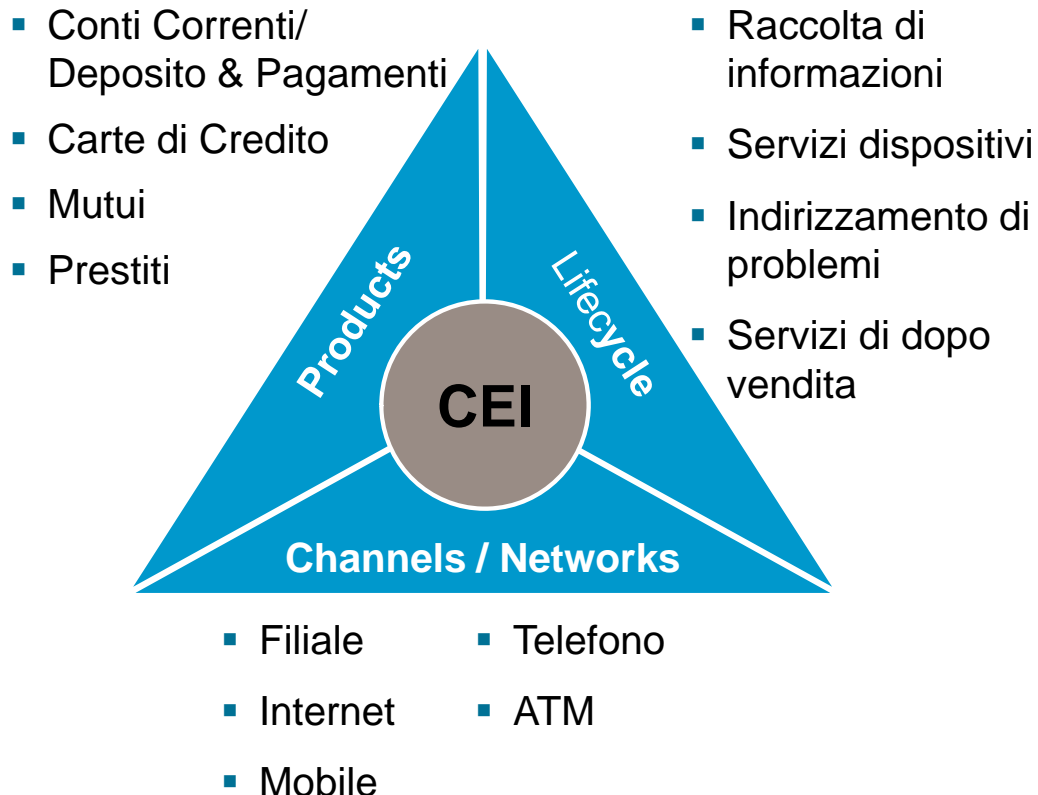 Conti Correnti/
Deposito & Pagamenti
Carte di Credito
Mutui
Prestiti
Raccolta di
informazioni
Servizi dispositivi
Indirizzamento di
problemi
Servizi di dopo
vendita
Products
Lifecycle
CEI
Channels / Networks
Filiale
Internet
Mobile
Telefono
ATM